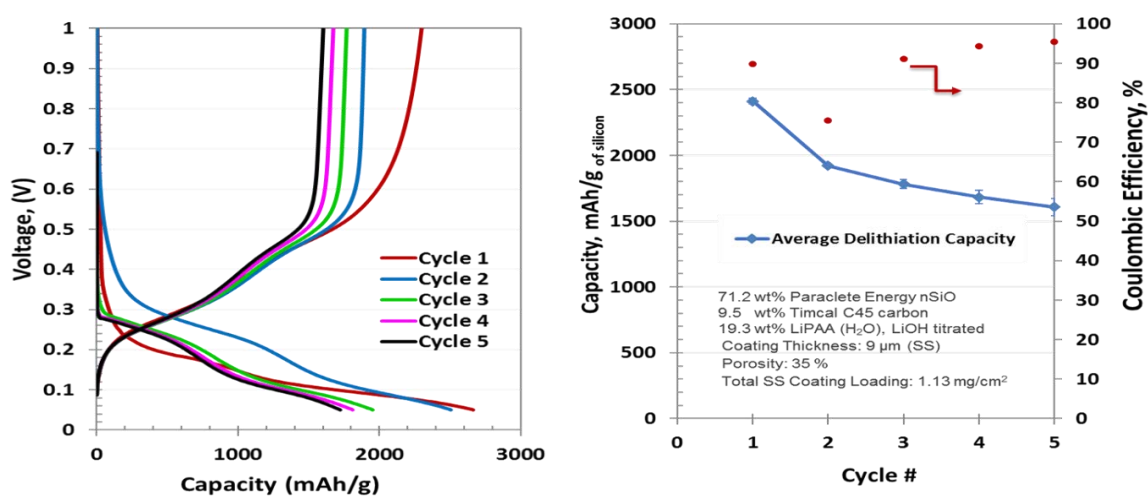 Voltage, (V)
1
0.9
0.8
0.7
0.6
0.5
0.4
0.3
0.2
0.1
0
0
1000
2000
3000
Capacity (mAh/g)
Cycle 1
Cycle 2
Cycle 3
Cycle 4
Cycle 5
Capacity, mAh/g of silicon
3000
2500
2000
1500
1000
500
0
Average Delithiation Capacity
71.2 wt% Paraclete Energy nSiO
9.5 wt% Timcal C45 carbon
19.3 wt% LiPAA (H2O), LiOH titrated
Coating Thickness: 9 µm (SS)
Porosity: 35 %
Total SS Coating Loading: 1.13 mg/cm²
0
1
2
3
4
5
Cycle #
100
90
80
70
60
50
40
30
20
10
0
Coulombic Efficiency, %